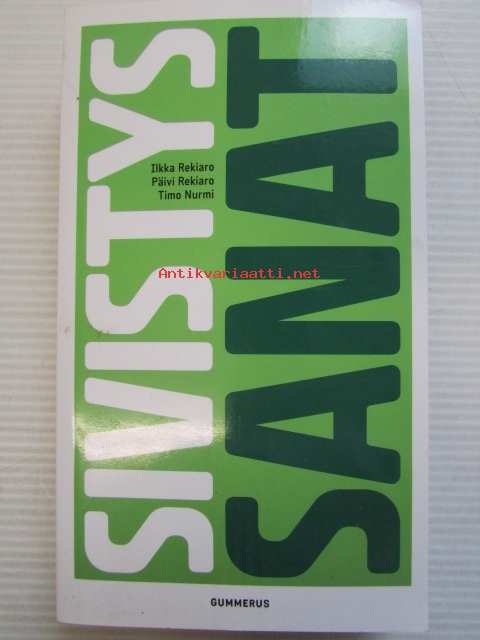 SIVISTYS
SANAT
Ilkka Rekiaro
Päivi Rekiaro
Timo Nurmi
Antikvariaatti.net
GUMMERUS